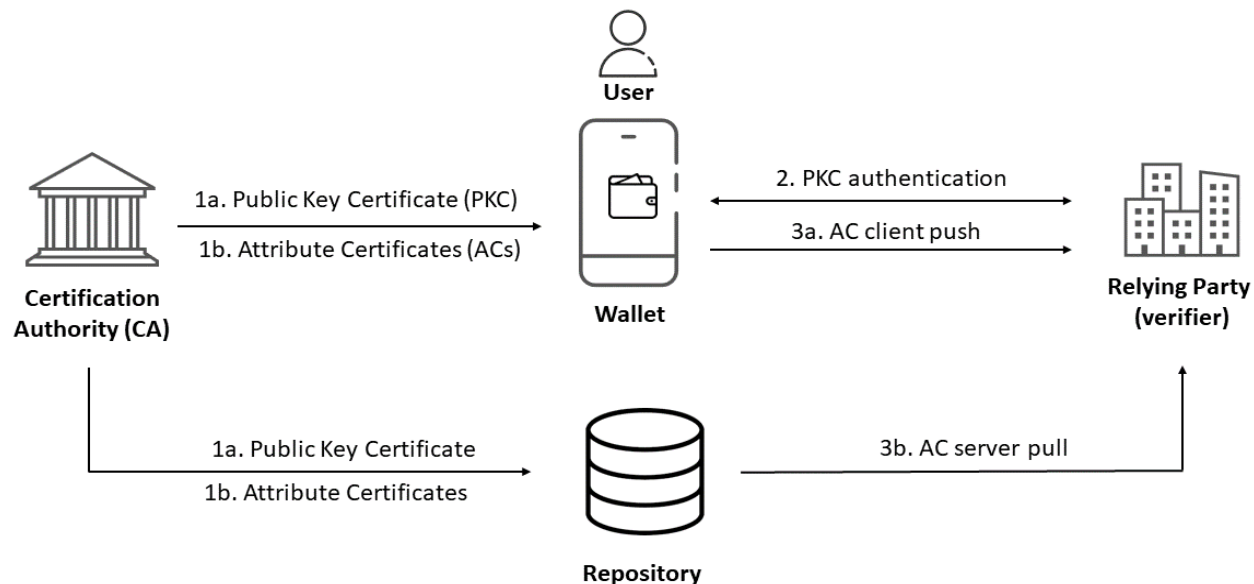 User
1a. Public Key Certificate (PKC)
1b. Attribute Certificates (ACs)
2. PKC authentication
3a. AC client push
Certification
Authority (CA)
Wallet
Relying Party
(verifier)
1a. Public Key Certificate
1b. Attribute Certificates
3b. AC server pull
Repository